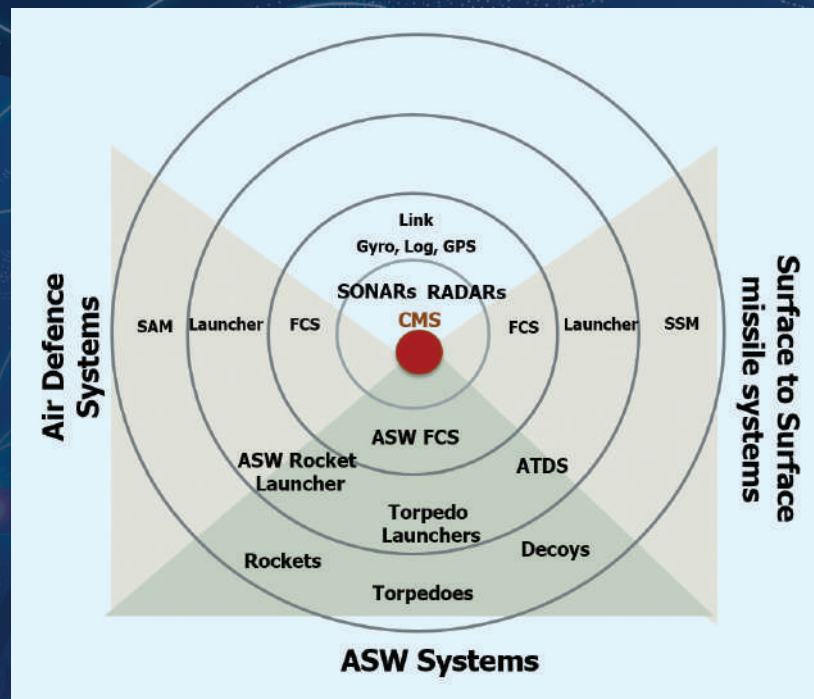 Link
Gyro, Log, GPS
SONARs RADARs
CMS
Air Defence
Systems
SAM
Launcher
FCS
FCS
Launcher
SSM
Surface to Surface
missile systems
ASW FCS
ASW Rocket
Launcher
ATDS
Torpedo
Launchers
Rockets
Decoys
Torpedoes
ASW Systems